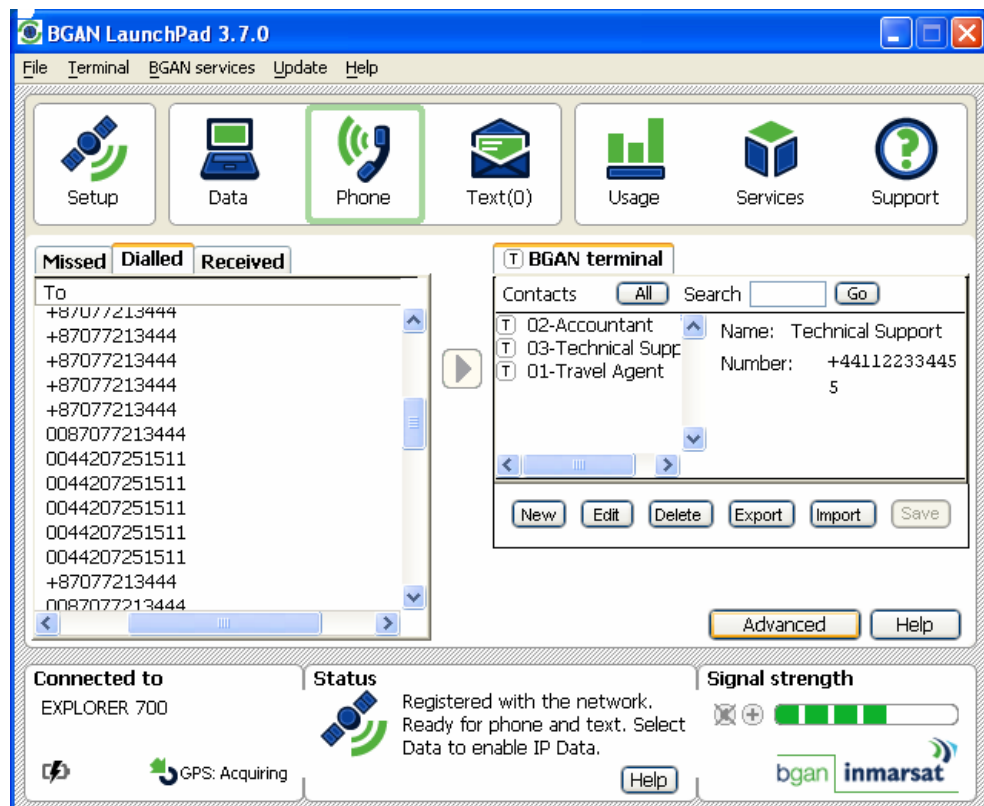 BGAN LaunchPad 3.7.0
File Terminal BGAN services Update Help
Setup Data Phone Text(0) Usage Services Support
Missed Dialled Received
To
+87077213444
+87077213444
+87077213444
+87077213444
+87077213444
0087077213444
0044207251511
0044207251511
0044207251511
0044207251511
0044207251511
+87077213444
0087077213444
T BGAN terminal
Contacts All Search Go
T 02-Accountant
T 03-Technical Supp
T 01-Travel Agent
Name: Technical Support
Number: +44112233445
5
New Edit Delete Export Import Save
Advanced Help
Connected to
EXPLORER 700
GPS: Acquiring
Status
Registered with the network.
Ready for phone and text. Select
Data to enable IP Data.
Help
Signal strength
bgan inmarsat